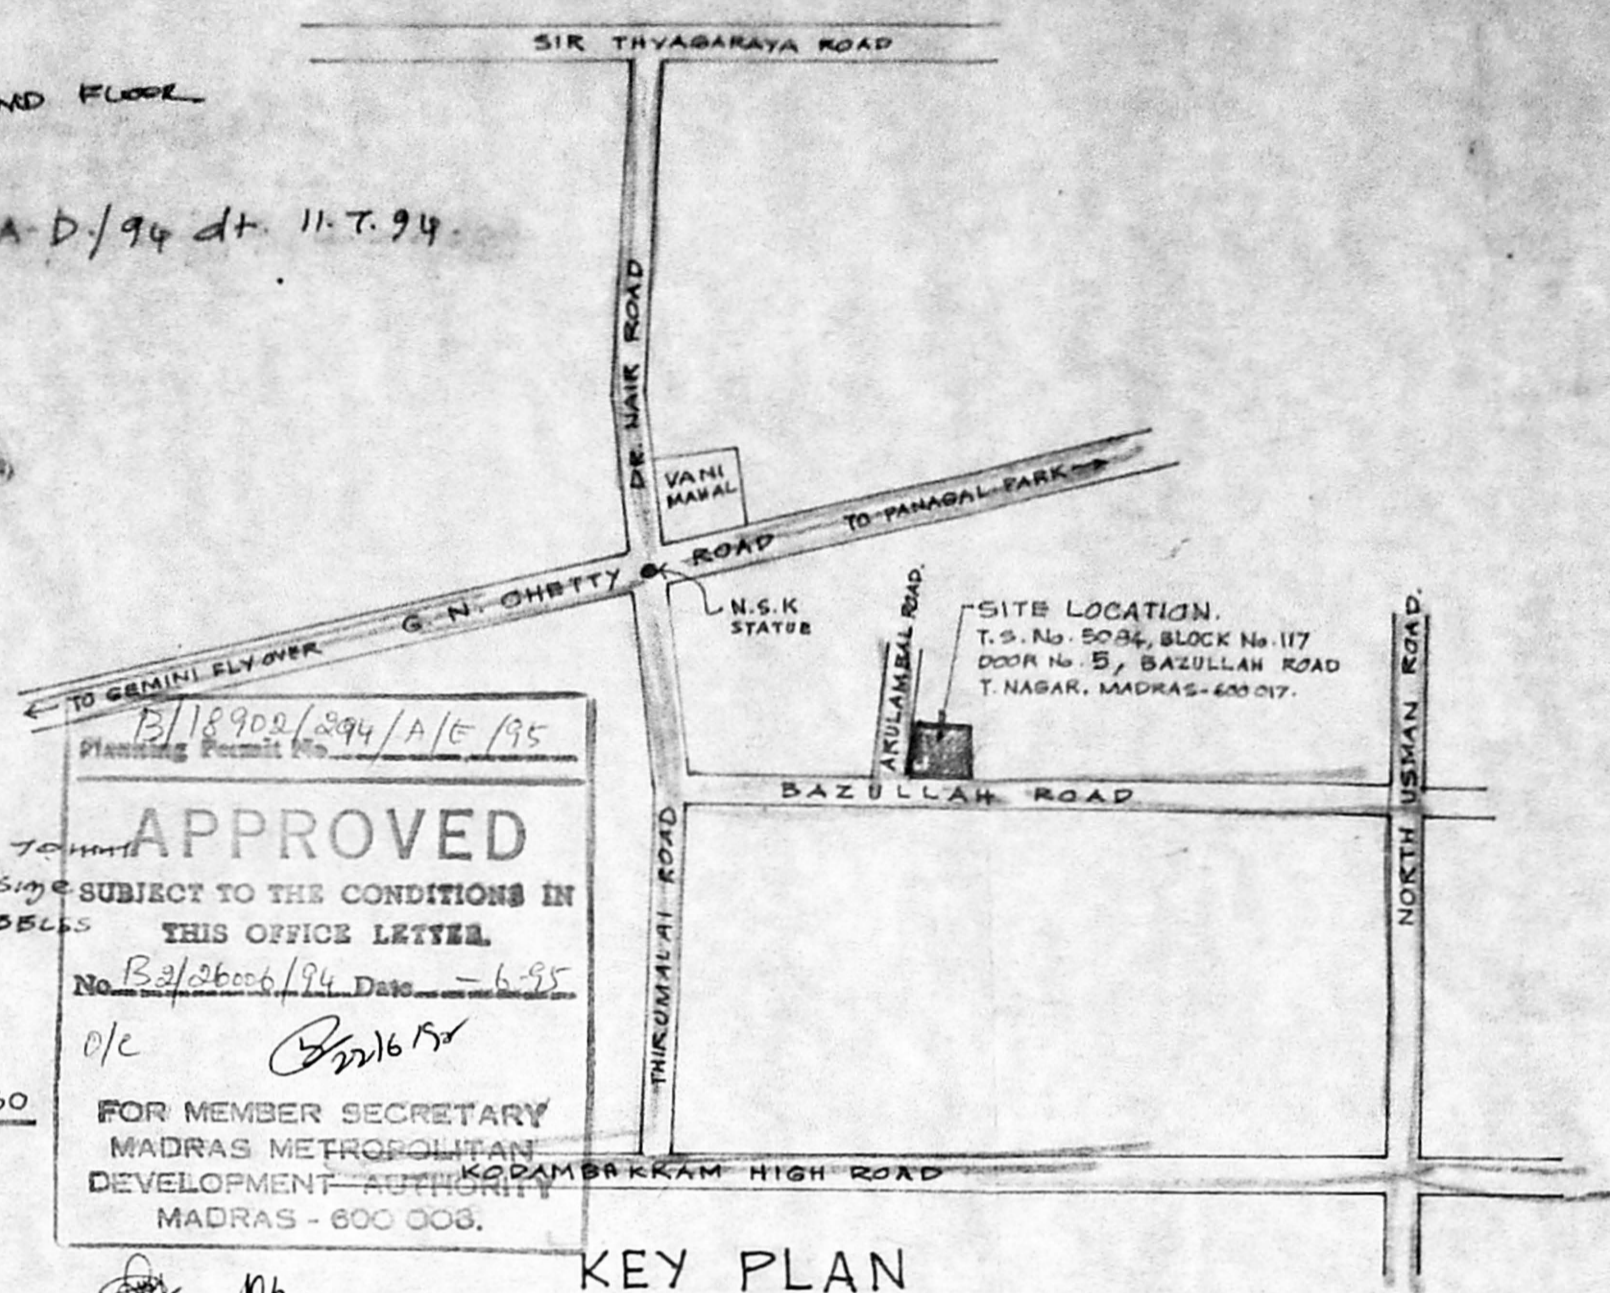 SIR THYAGARAYA ROAD
FLOOR
A.D./94 dt. 11.7.94.
DR. NAIR ROAD
VANI
MAHAL
TO PANAGAL PARK
G. N. CHETTY ROAD
N.S.K
STATUE
TO GEMINI FLY OVER
ARULAMBAL ROAD.
SITE LOCATION.
T.S. No. 5084, BLOCK No. 117
DOOR No. 5, BAZULLAH ROAD
T. NAGAR. MADRAS-600 017.
NORTH USMAN ROAD.
BAZULLAH ROAD
THIRUMALAI ROAD
KODAMBAKKAM HIGH ROAD
B/18902/294/A/E/95
Planning Permit No.
APPROVED
SUBJECT TO THE CONDITIONS IN
THIS OFFICE LETTER.
No. B2/26006/94 Date -6-95
O/C
FOR MEMBER SECRETARY
MADRAS METROPOLITAN
DEVELOPMENT AUTHORITY
MADRAS - 600 008.
KEY PLAN